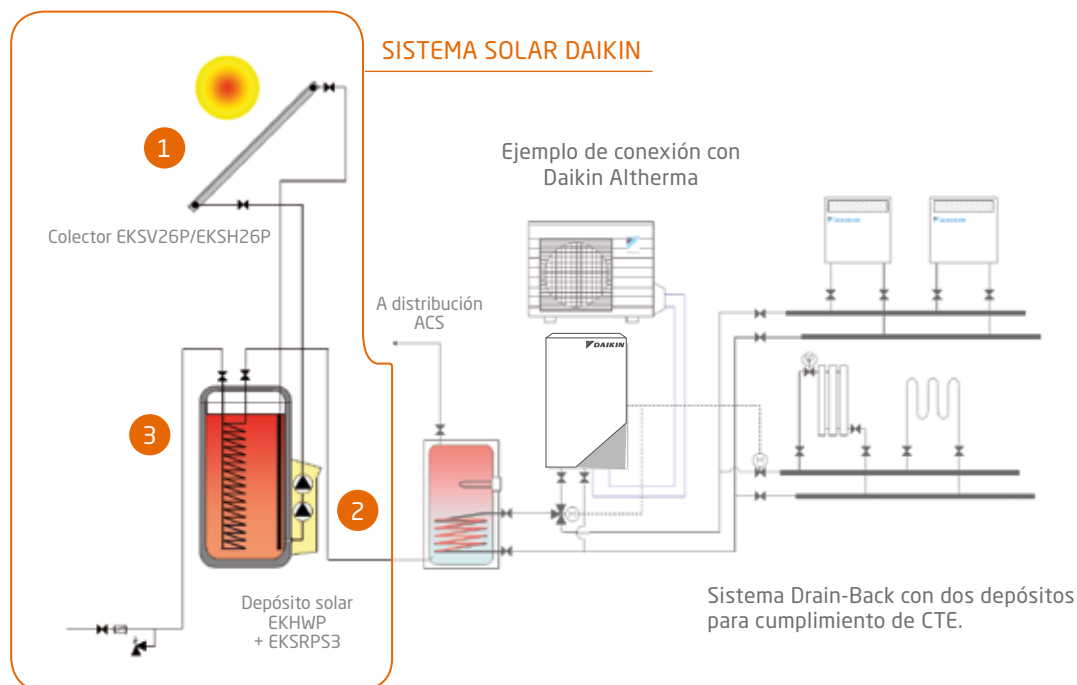 SISTEMA SOLAR DAIKIN
1
Ejemplo de conexión con
Daikin Altherma
Colector EKSV26P/EKSH26P
A distribución
ACS
DAIKIN
3
2
Depósito solar
EKHWP
+ EKSRPS3
Sistema Drain-Back con dos depósitos
para cumplimiento de CTE.